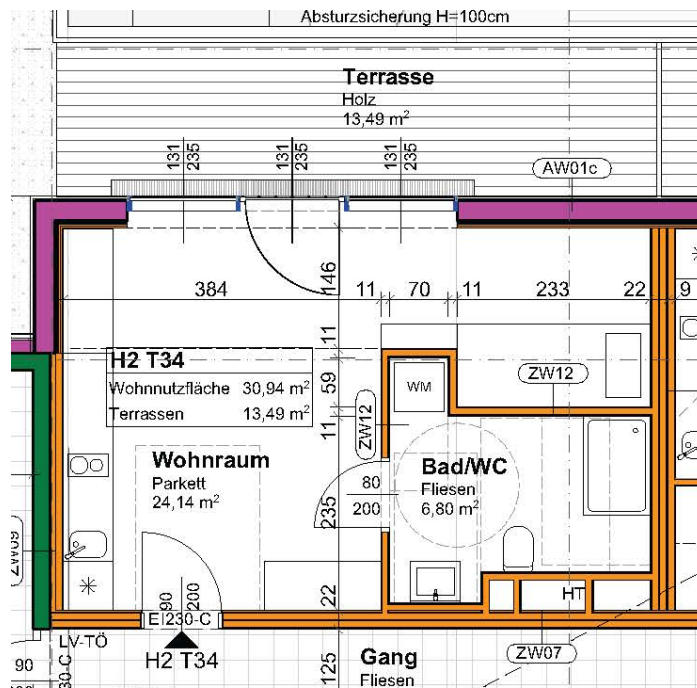 Absturzsicherung H=100cm
Terrasse
Holz
13,49 m²
131
235
131
235
131
235
AW01c
384
146
11
70
11
233
22
9
11
H2 T34
Wohnnutzfläche 30,94 m²
Terrassen 13,49 m²
59
WM
ZW12
ZW12
11
Wohnraum
Parkett
24,14 m²
Bad/WC
Fliesen
6,80 m²
80
200
235
ZW09
90
200
22
HT
EI230-C
LV-TÖ
H2 T34
90
30-C
125
Gang
Fliesen
ZW07